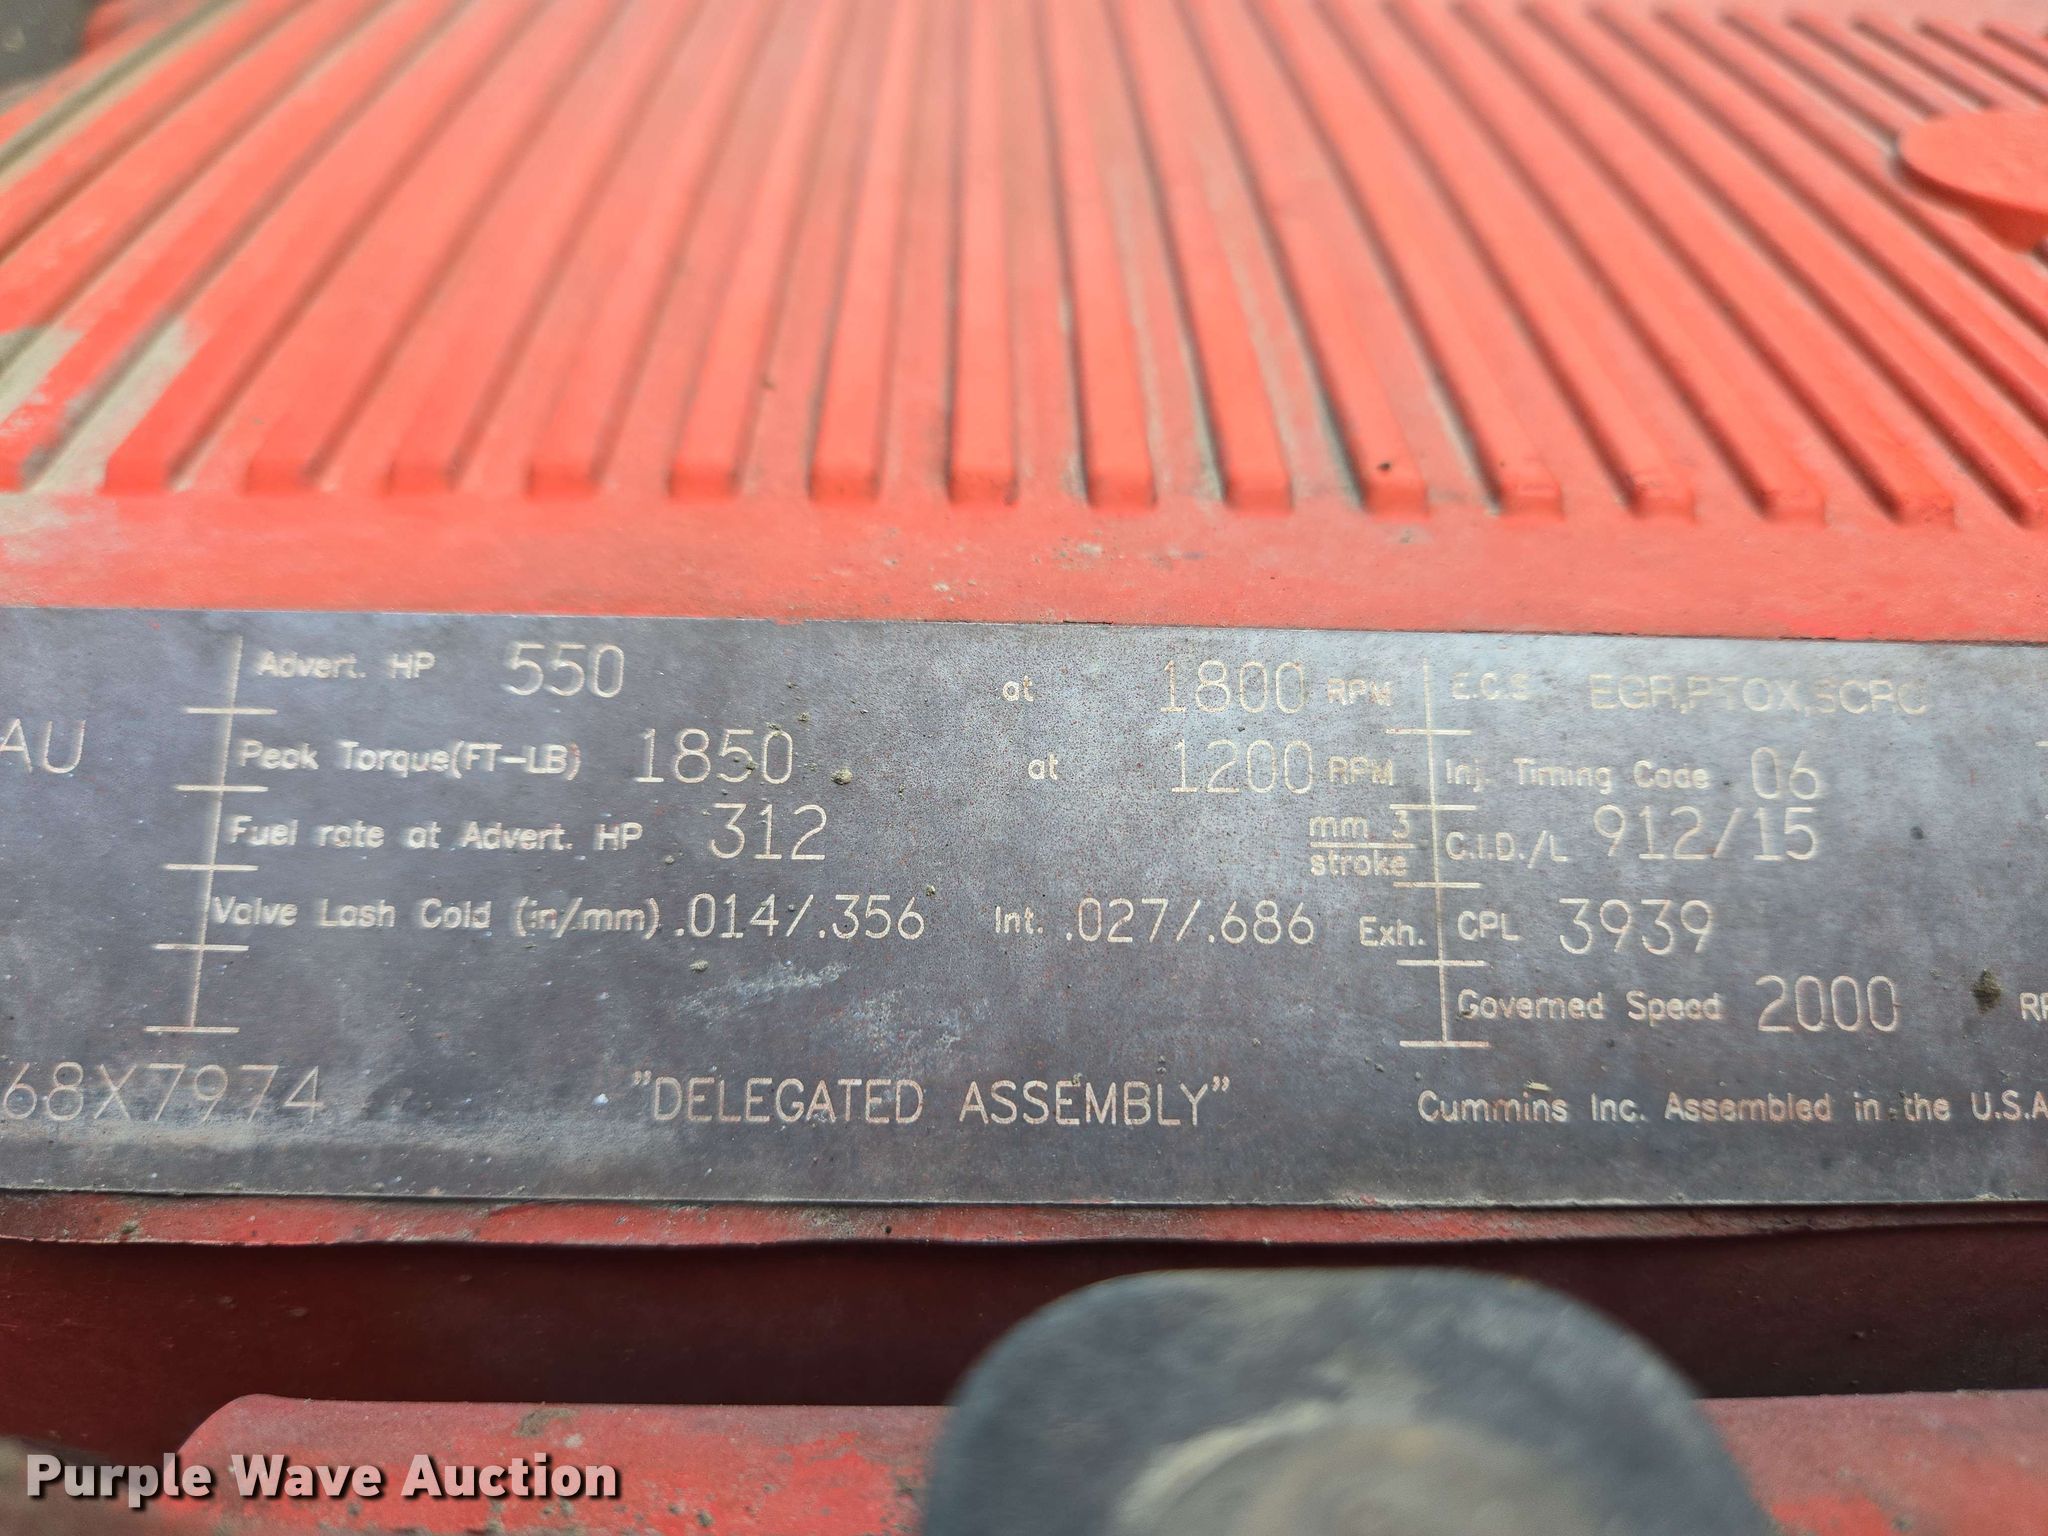 Advert. HP 550 at 1800 RPM E.C.S EGR,PTOX,SCRC
AU Peak Torque(FT-LB) 1850 at 1200 RPM Inj. Timing Code 06
Fuel rate at Advert. HP 312 mm 3 C.I.D./L 912/15
stroke
Valve Lash Cold (in/mm) .014/.356 Int. .027/.686 Exh. CPL 3939
Governed Speed 2000 RP
68X7974 "DELEGATED ASSEMBLY" Cummins Inc. Assembled in the U.S.A
Purple Wave Auction